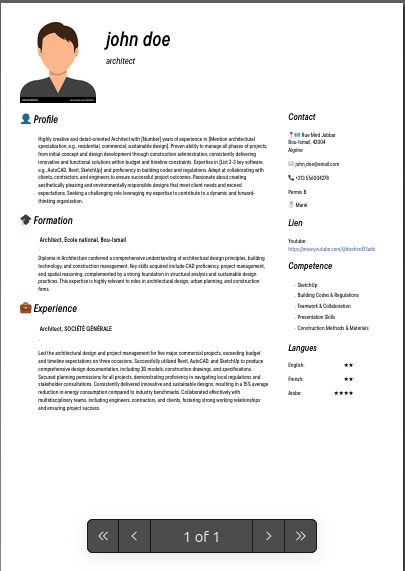 john doe
architect
Profile
Highly creative and detail-oriented Architect with [Number] years of experience in [Mention architectural
specialization, e.g., residential, commercial, sustainable design]. Proven ability to manage all phases of projects,
from initial concept and design development through construction administration, consistently delivering
innovative and functional solutions within budget and timeline constraints. Expertise in [List 2-3 key software,
e.g., AutoCAD, Revit, SketchUp] and proficiency in building codes and regulations. Adept at collaborating with
clients, contractors, and engineers to ensure successful project outcomes. Passionate about creating
aesthetically pleasing and environmentally responsible designs that meet client needs and exceed
expectations. Seeking a challenging role leveraging my expertise to contribute to a dynamic and forward-
thinking organization.
Formation
Architect, Ecole national, Bou-Ismail
Diploma in Architecture conferred a comprehensive understanding of architectural design principles, building
technology, and construction management. Key skills acquired include CAD proficiency, project management,
and spatial reasoning, complemented by a strong foundation in structural analysis and sustainable design
practices. This expertise is highly relevant to roles in architectural design, urban planning, and construction
firms.
Experience
Architect, SOCIÉTÉ GÉNÉRALE
Led the architectural design and project management for five major commercial projects, exceeding budget
and timeline expectations on three occasions. Successfully utilized Revit, AutoCAD, and SketchUp to produce
comprehensive design documentation, including 3D models, construction drawings, and specifications.
Secured planning permissions for all projects, demonstrating proficiency in navigating local regulations and
stakeholder consultations. Consistently delivered innovative and sustainable designs, resulting in a 15% average
reduction in energy consumption compared to industry benchmarks. Collaborated effectively with
multidisciplinary teams, including engineers, contractors, and clients, fostering strong working relationships
and ensuring project success.
Contact
Rue Med Jabbar
Bou-Ismail, 42004
Algérie
john_doe@email.com
+213 556004278
Permis B
Marié
Lien
Youtube:
Competence
· SketchUp
· Building Codes & Regulations
· Teamwork & Collaboration
· Presentation Skills
· Construction Methods & Materials
Langues
English: ★★
Frensh: ★★
Arabe: ★★★★
1 of 1